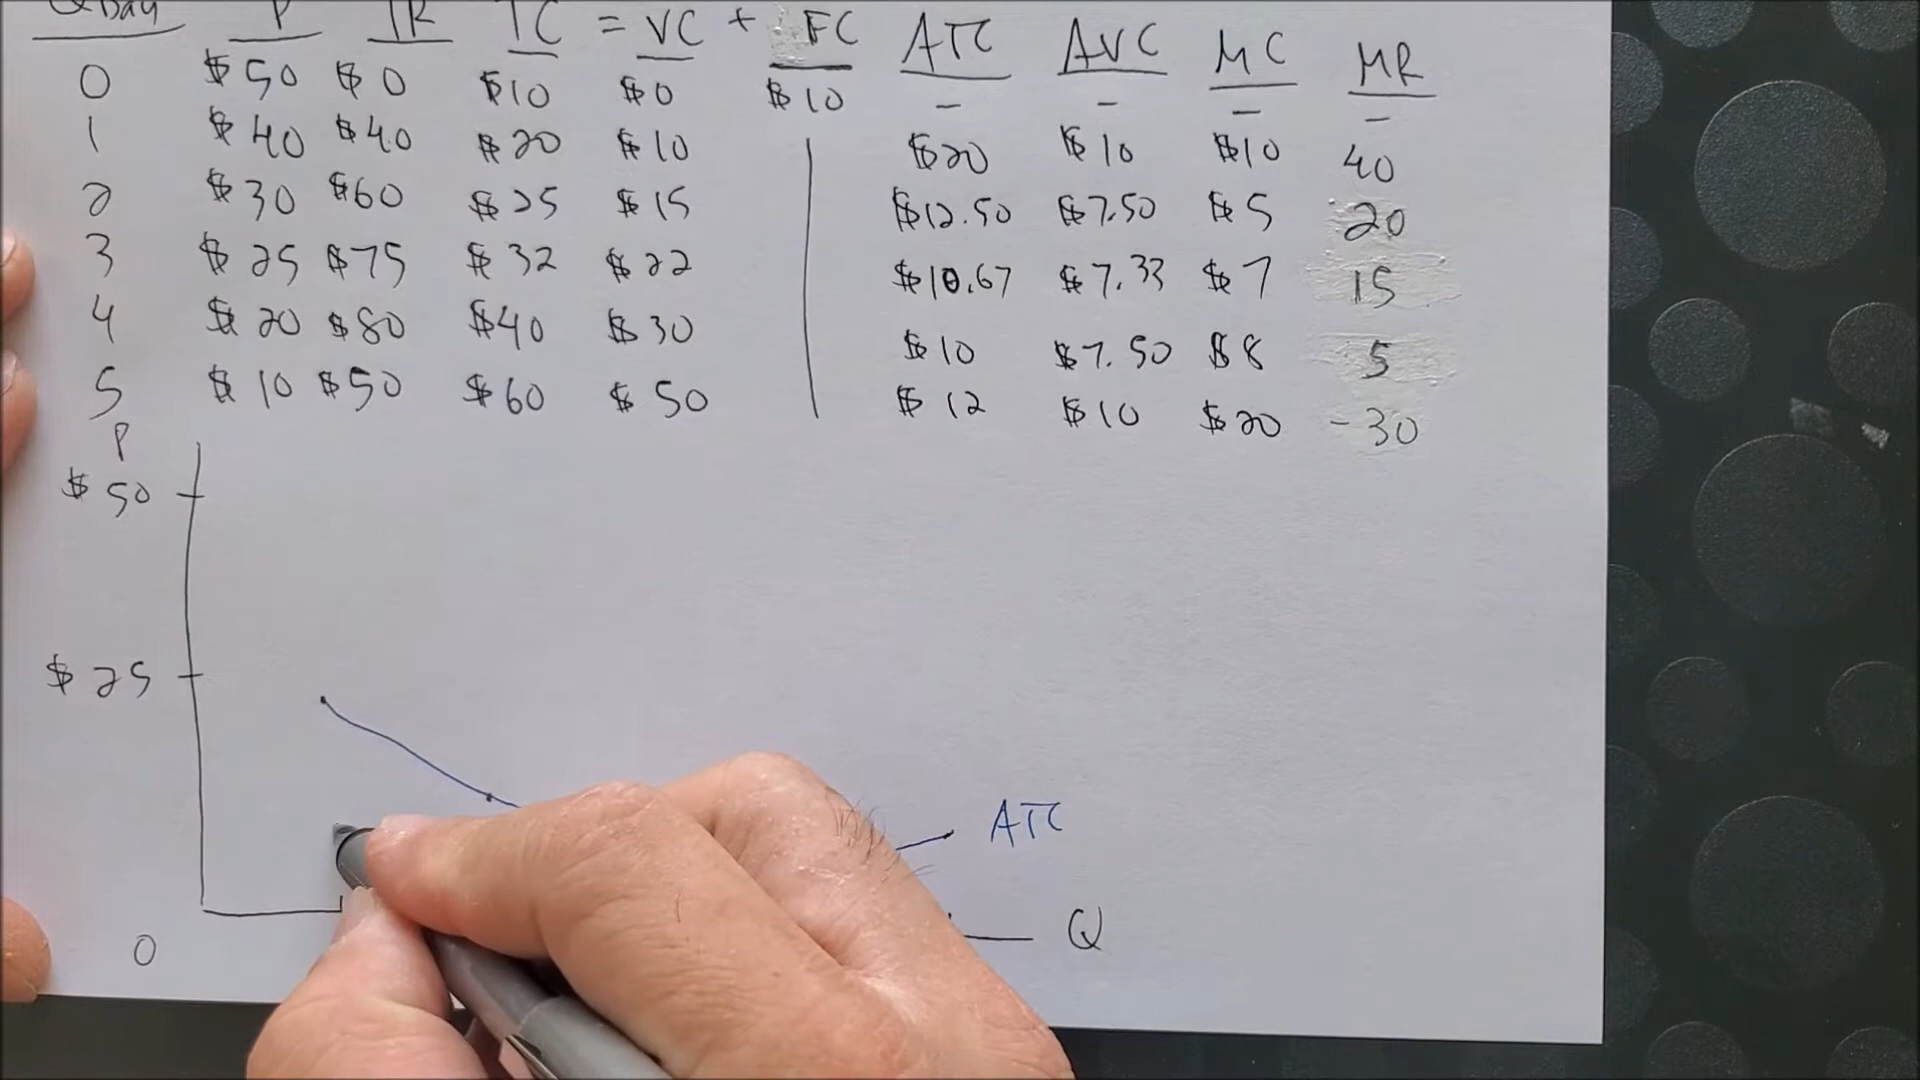 Q Day P TR TC = VC + FC ATC AVC MC MR
0 $50 $0 $10 $0 $10 - - - -
1 $40 $40 $20 $10 $20 $10 $10 40
2 $30 $60 $25 $15 $12.50 $7.50 $5 20
3 $25 $75 $32 $22 $10.67 $7.33 $7 15
4 $20 $80 $40 $30 $10 $7.50 $8 5
5 $10 $50 $60 $50 $12 $10 $20 -30
P
$50
$25
ATC
Q
0